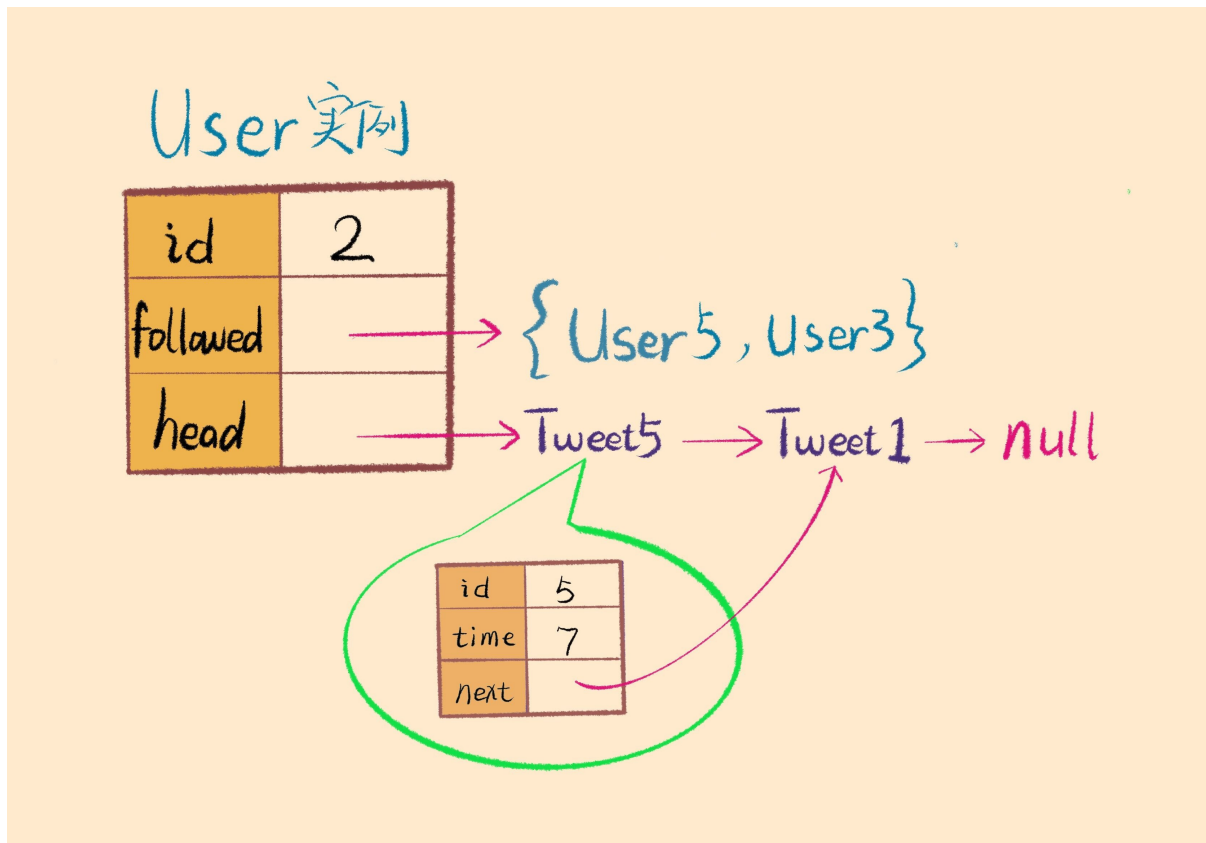 User实例
id 2
followed {User5, User3}
head Tweet5 Tweet1 null
id 5
time 7
next